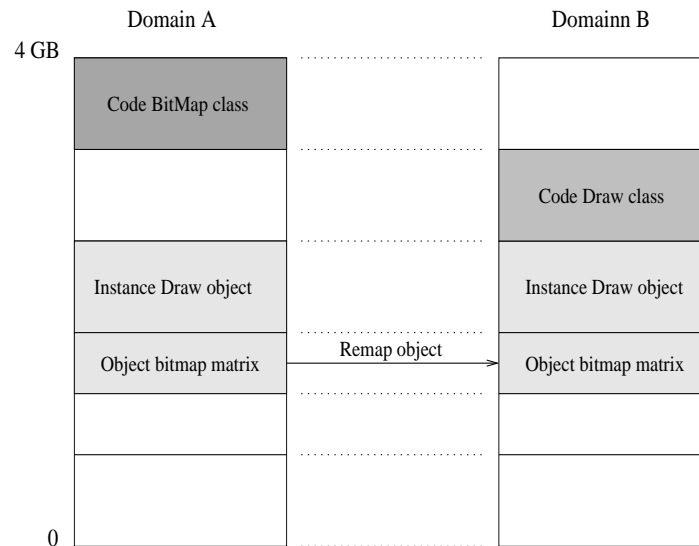 Domain A
Domainn B
4 GB
Code BitMap class
Code Draw class
Instance Draw object
Instance Draw object
Object bitmap matrix
Remap object
Object bitmap matrix
0